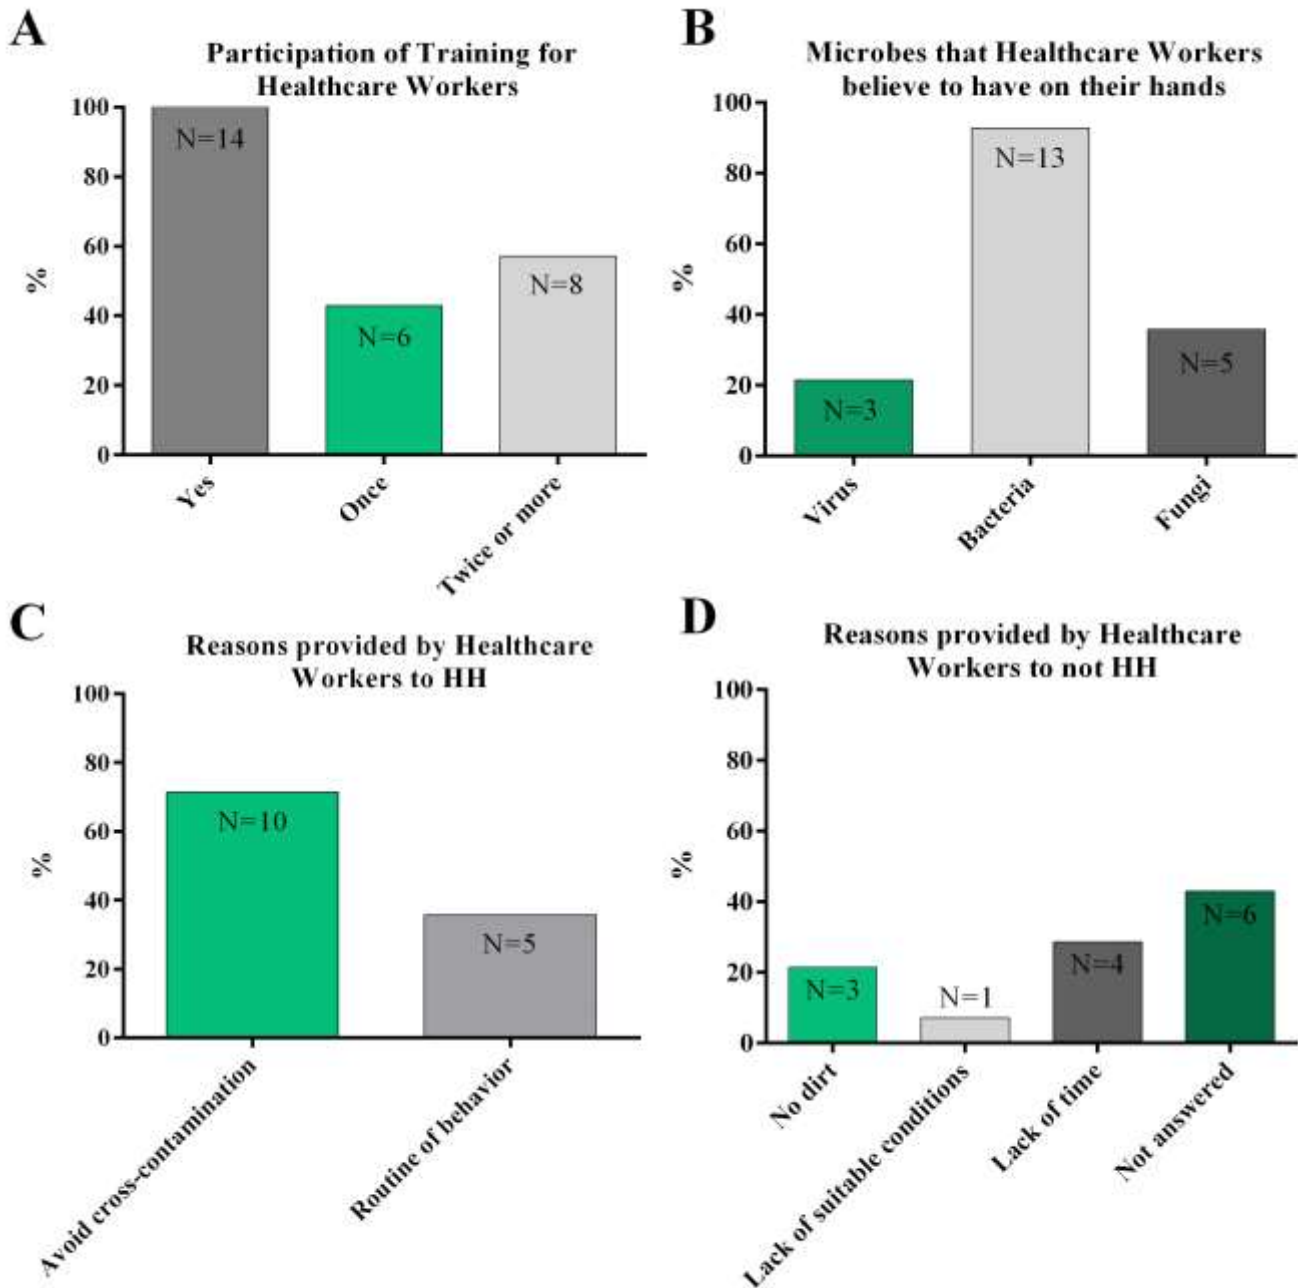 A
Participation of Training for
Healthcare Workers
%
100
80
60
40
20
0
N=14
N=6
N=8
Yes
Once
Twice or more
B
Microbes that Healthcare Workers
believe to have on their hands
%
100
80
60
40
20
0
N=3
N=13
N=5
Virus
Bacteria
Fungi
C
Reasons provided by Healthcare
Workers to HH
%
100
80
60
40
20
0
N=10
N=5
Avoid cross-contamination
Routine of behavior
D
Reasons provided by Healthcare
Workers to not HH
%
100
80
60
40
20
0
N=3
N=1
N=4
N=6
No dirt
Lack of suitable conditions
Lack of time
Not answered